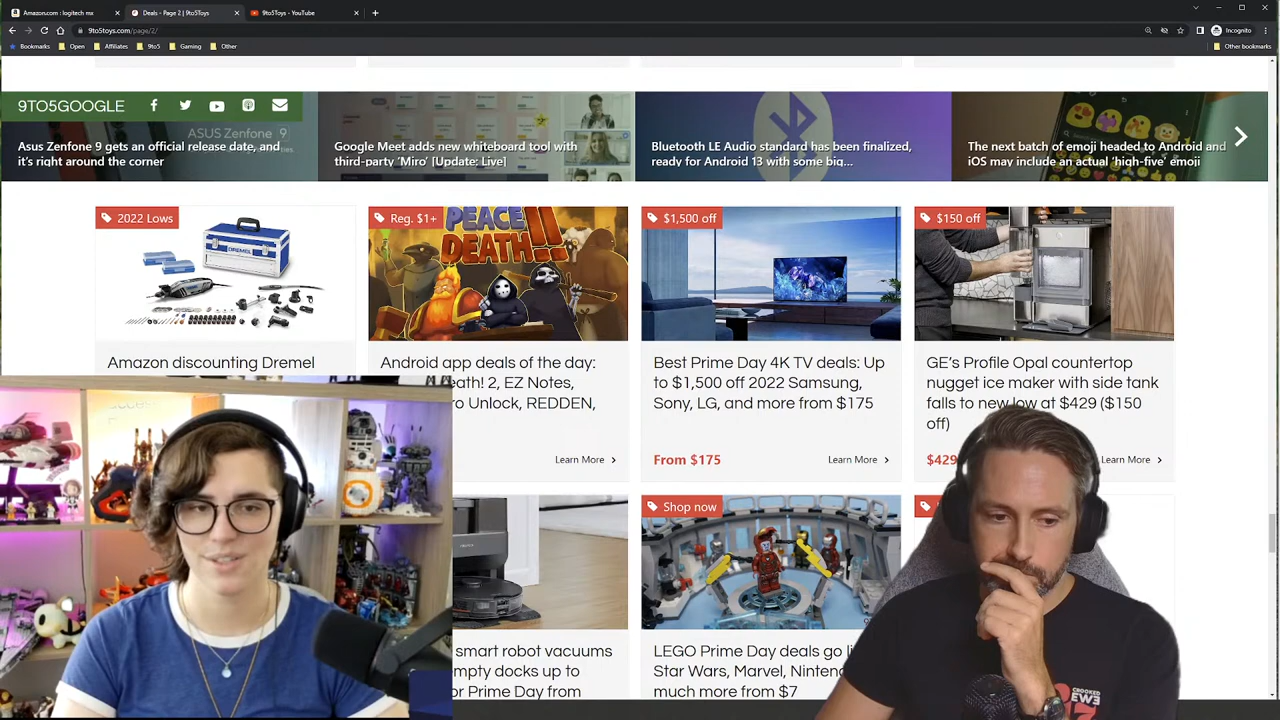 Amazon.com : logitech mx
Deals - Page 2 | 9to5Toys
9to5Toys - YouTube
9to5toys.com/page/2/
Incognito
Bookmarks
Open
Affiliates
9to5
Gaming
Other
Other bookmarks
9TO5GOOGLE
ASUS Zenfone 9
Asus Zenfone 9 gets an official release date, and
it's right around the corner
Google Meet adds new whiteboard tool with
third-party 'Miro' [Update: Live]
Bluetooth LE Audio standard has been finalized,
ready for Android 13 with some big...
The next batch of emoji headed to Android and
iOS may include an actual 'high-five' emoji
2022 Lows
DREMEL
Amazon discounting Dremel
Reg. $1+
PEACE
DEATH!!
Android app deals of the day:
eath! 2, EZ Notes,
ro Unlock, REDDEN,
Learn More
$1,500 off
Best Prime Day 4K TV deals: Up
to $1,500 off 2022 Samsung,
Sony, LG, and more from $175
From $175
Learn More
$150 off
GE's Profile Opal countertop
nugget ice maker with side tank
falls to new low at $429 ($150
off)
$429
Learn More
smart robot vacuums
empty docks up to
or Prime Day from
Shop now
LEGO Prime Day deals go li
Star Wars, Marvel, Nintend
much more from $7
CROOKED